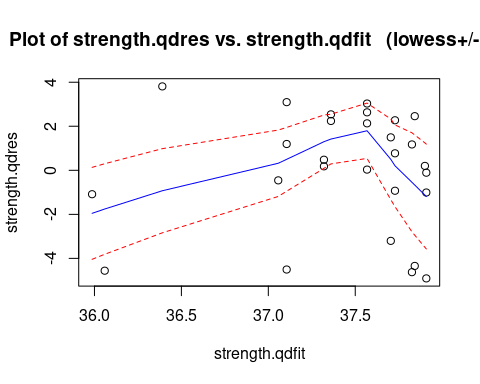 Plot of strength.qdres vs. strength.qdfit (lowess+/-
strength.qdres
4
2
0
-2
-4
36.0 36.5 37.0 37.5
strength.qdfit